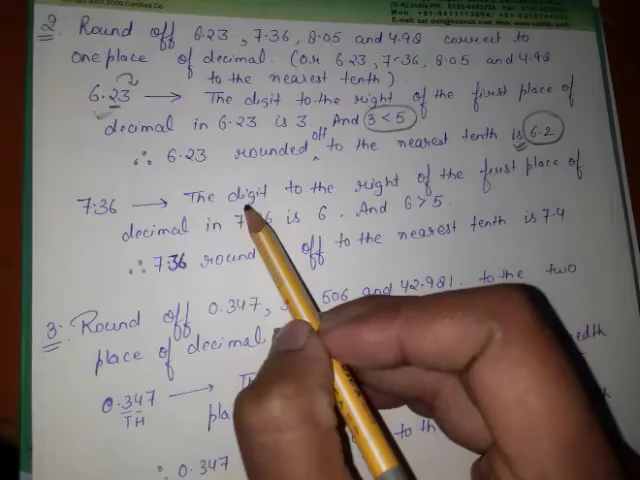 2. Round off 6.23, 7.36, 8.05 and 4.98 correct to
one place of decimal. (or 6.23, 7.36, 8.05 and 4.98
to the nearest tenth).
6.23 → The digit to the right of the first place of
decimal in 6.23 is 3. And 3 < 5
∴ 6.23 rounded off to the nearest tenth is 6.2
7.36 → The digit to the right of the first place of
decimal in 7.36 is 6. And 6 > 5.
∴ 7.36 round off to the nearest tenth is 7.4
3. Round off 0.347, 506 and 42.981 to the two
place of decimal
0.347 →
T H
to th
∴ 0.347